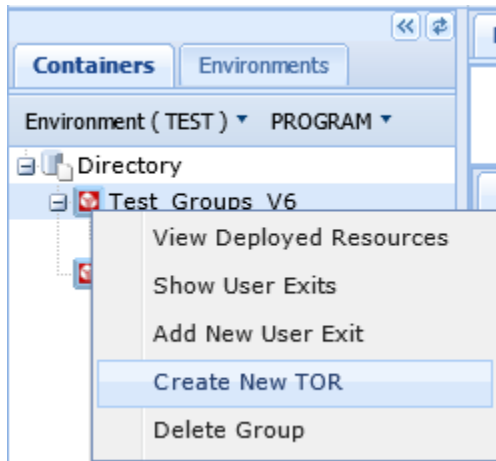 Containers Environments
Environment ( TEST ) PROGRAM
Directory
Test_Groups_V6
View Deployed Resources
Show User Exits
Add New User Exit
Create New TOR
Delete Group